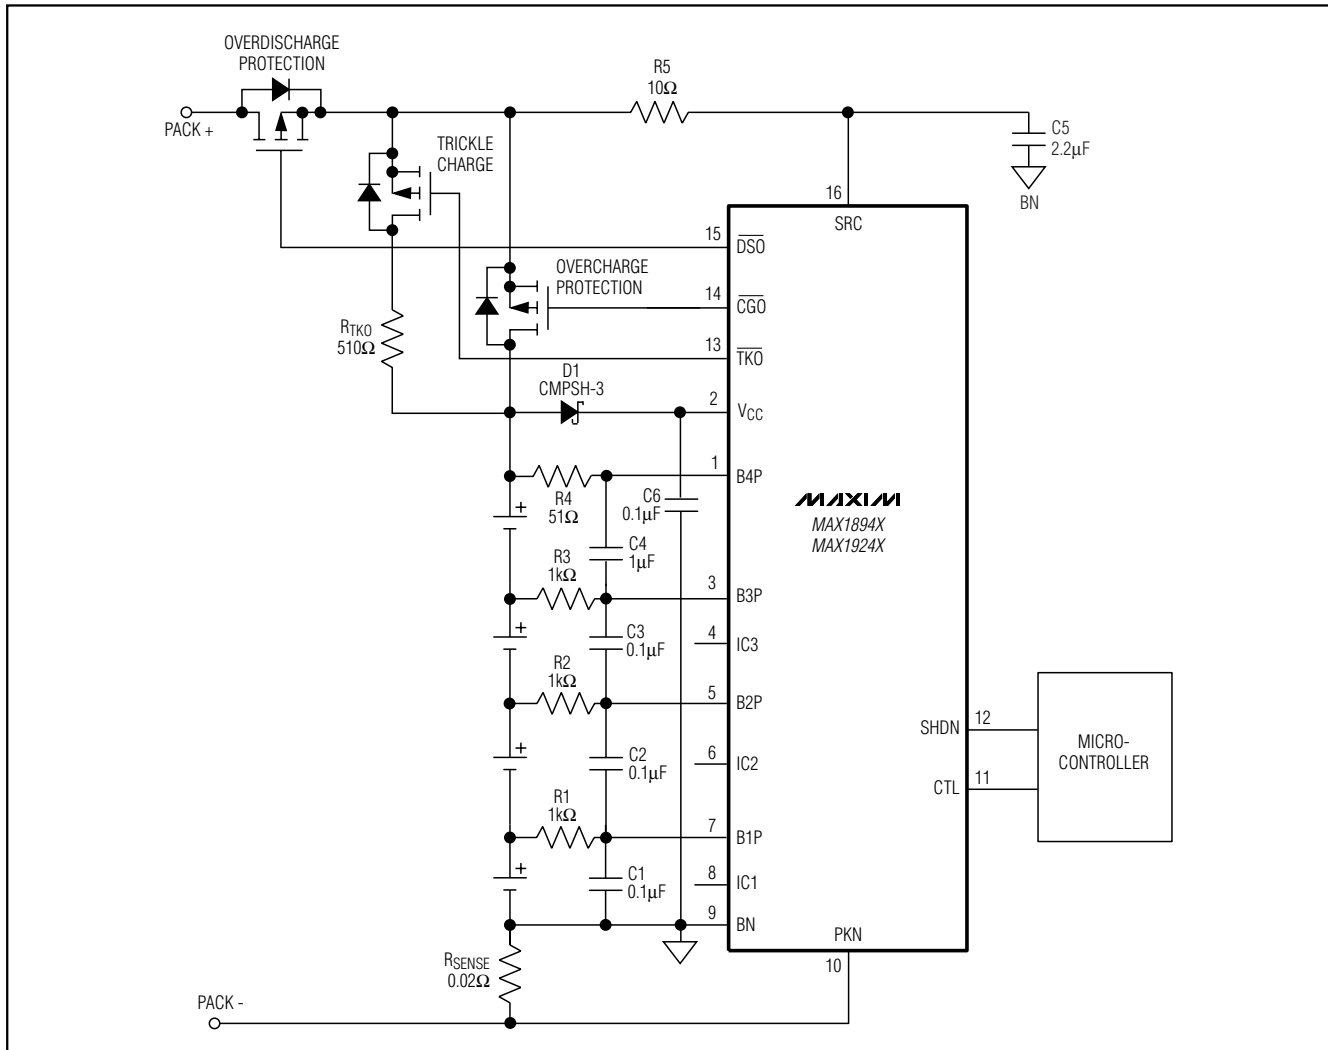 OVERDISCHARGE
PROTECTION
PACK +
R5
10Ω
C5
2.2μF
BN
TRICKLE
CHARGE
16
SRC
15
DSO
OVERCHARGE
PROTECTION
14
CGO
RTKO
510Ω
13
TKO
D1
CMPSH-3
2
VCC
1
B4P
R4
51Ω
C6
0.1μF
MAXIM
MAX1894X
MAX1924X
+
C4
1μF
R3
1kΩ
3
B3P
+
C3
0.1μF
4
IC3
R2
1kΩ
5
B2P
SHDN
12
MICRO-
CONTROLLER
+
C2
0.1μF
6
IC2
CTL
11
R1
1kΩ
7
B1P
+
C1
0.1μF
8
IC1
9
BN
PKN
10
RSENSE
0.02Ω
PACK -